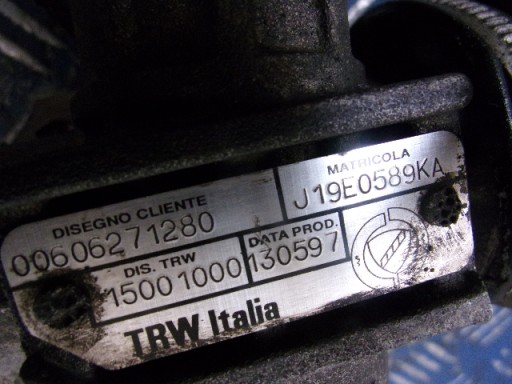 DISEGNO CLIENTE
00606271280
MATRICOLA
J19E0589KA
DIS. TRW
15001000
DATA PROD.
130597
TRW Italia